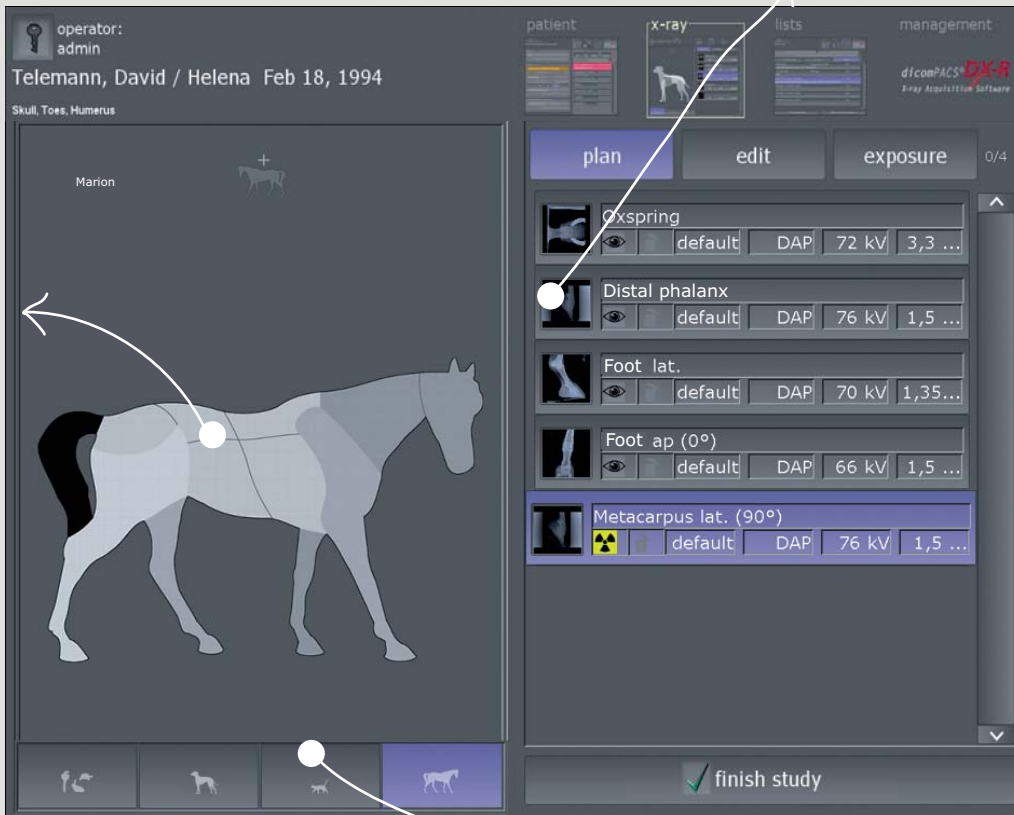 operator:
admin
Telemann, David / Helena Feb 18, 1994
Skull, Toes, Humerus
patient
x-ray
lists
management
dicomPACS® DX-R
X-ray Acquisition Software
Marion
plan
edit
exposure
0/4
Oxspring
default DAP 72 kV 3,3 ...
Distal phalanx
default DAP 76 kV 1,5 ...
Foot lat.
default DAP 70 kV 1,35...
Foot ap (0°)
default DAP 66 kV 1,5 ...
Metacarpus lat. (90°)
default DAP 76 kV 1,5 ...
finish study